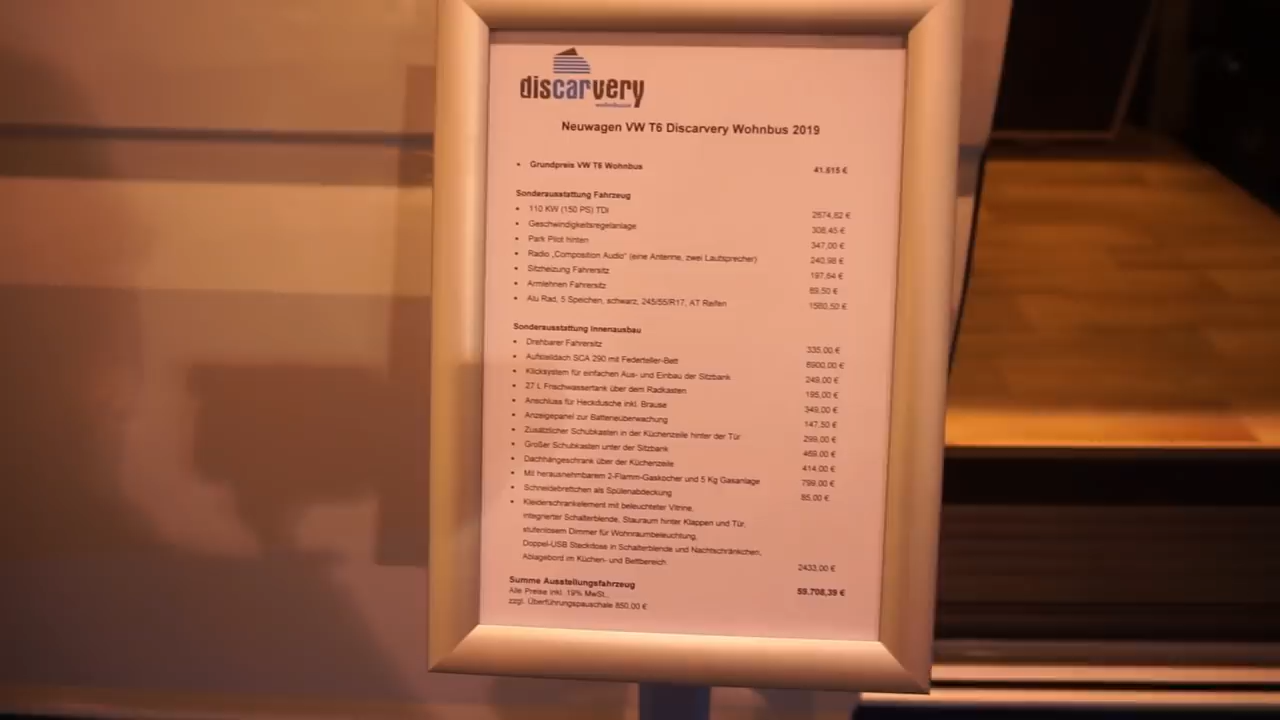 discarvery
Neuwagen VW T6 Discarvery Wohnbus 2019
• Grundpreis VW T6 Wohnbus 41.615 €
Sonderausstattung Fahrzeug
• 110 KW (150 PS) TDI 2674,82 €
• Geschwindigkeitsregelanlage 308,45 €
• Park Pilot hinten 347,00 €
• Radio „Composition Audio“ (eine Antenne, zwei Lautsprecher) 240,98 €
• Sitzheizung Fahrersitz 197,64 €
• Armlehnen Fahrersitz 89,50 €
• Alu Rad, 5 Speichen, schwarz, 245/55/R17, AT Reifen 1580,50 €
Sonderausstattung Innenausbau
• Drehbarer Fahrersitz 335,00 €
• Aufstelldach SCA 290 mit Federteller-Bett 6900,00 €
• Klicksystem für einfachen Aus- und Einbau der Sitzbank 249,00 €
• 27 L Frischwassertank über dem Radkasten 195,00 €
• Anschluss für Heckdusche inkl. Brause 349,00 €
• Anzeigepanel zur Batterieüberwachung 147,50 €
• Zusätzlicher Schubkasten in der Küchenzeile hinter der Tür 299,00 €
• Großer Schubkasten unter der Sitzbank 469,00 €
• Dachhängeschrank über der Küchenzeile 414,00 €
• Mit herausnehmbarem 2-Flamm-Gaskocher und 5 Kg Gasanlage 799,00 €
• Schneidebrettchen als Spülenabdeckung 85,00 €
• Kleiderschrankelement mit beleuchteter Vitrine,
integrierter Schalterblende, Stauraum hinter Klappen und Tür,
stufenlosem Dimmer für Wohnraumbeleuchtung,
Doppel-USB Steckdose in Schalterblende und Nachtschränkchen,
Ablagebord im Küchen- und Bettbereich 2433,00 €
Summe Ausstellungsfahrzeug 59.708,39 €
Alle Preise inkl. 19% MwSt.,
zzgl. Überführungspauschale 850,00 €